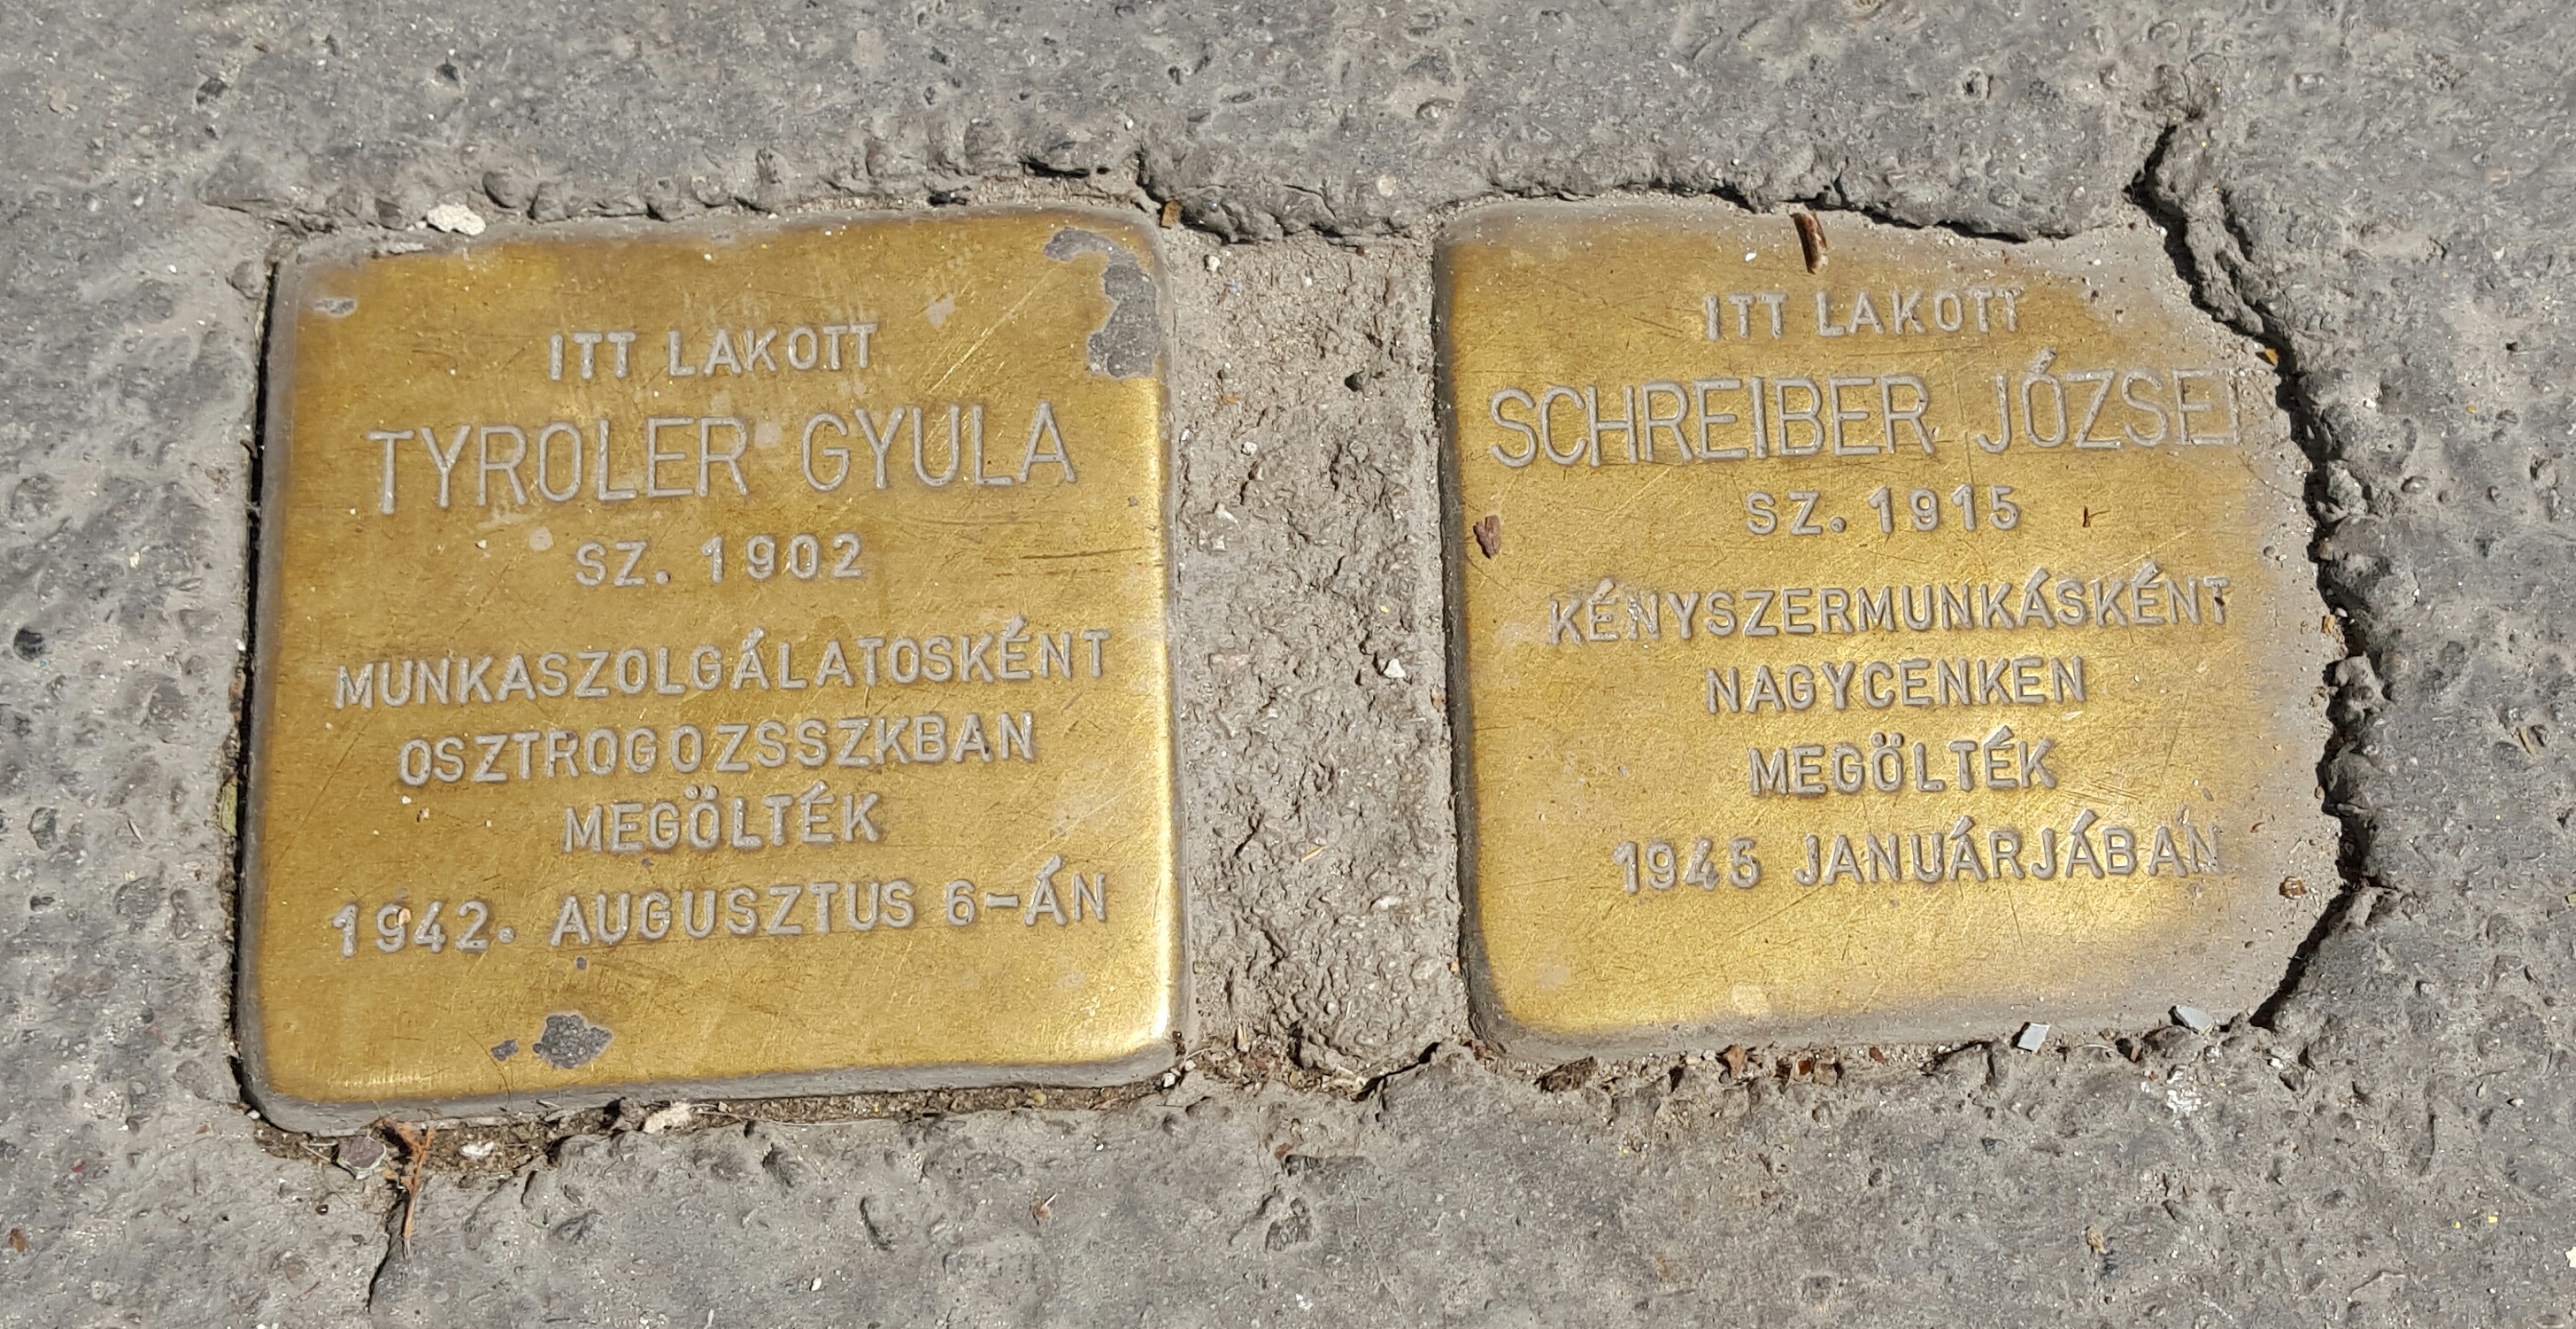 ITT LAKOTT
TYROLER GYULA
SZ. 1902
MUNKASZOLGÁLATOSKÉNT
OSZTROGOZSSZKBAN
MEGÖLTÉK
1942. AUGUSZTUS 6-ÁN
ITT LAKOTT
SCHREIBER JÓZSEF
SZ. 1915
KÉNYSZERMUNKÁSKÉNT
NAGYCENKEN
MEGÖLTÉK
1945 JANUÁRJÁBAN